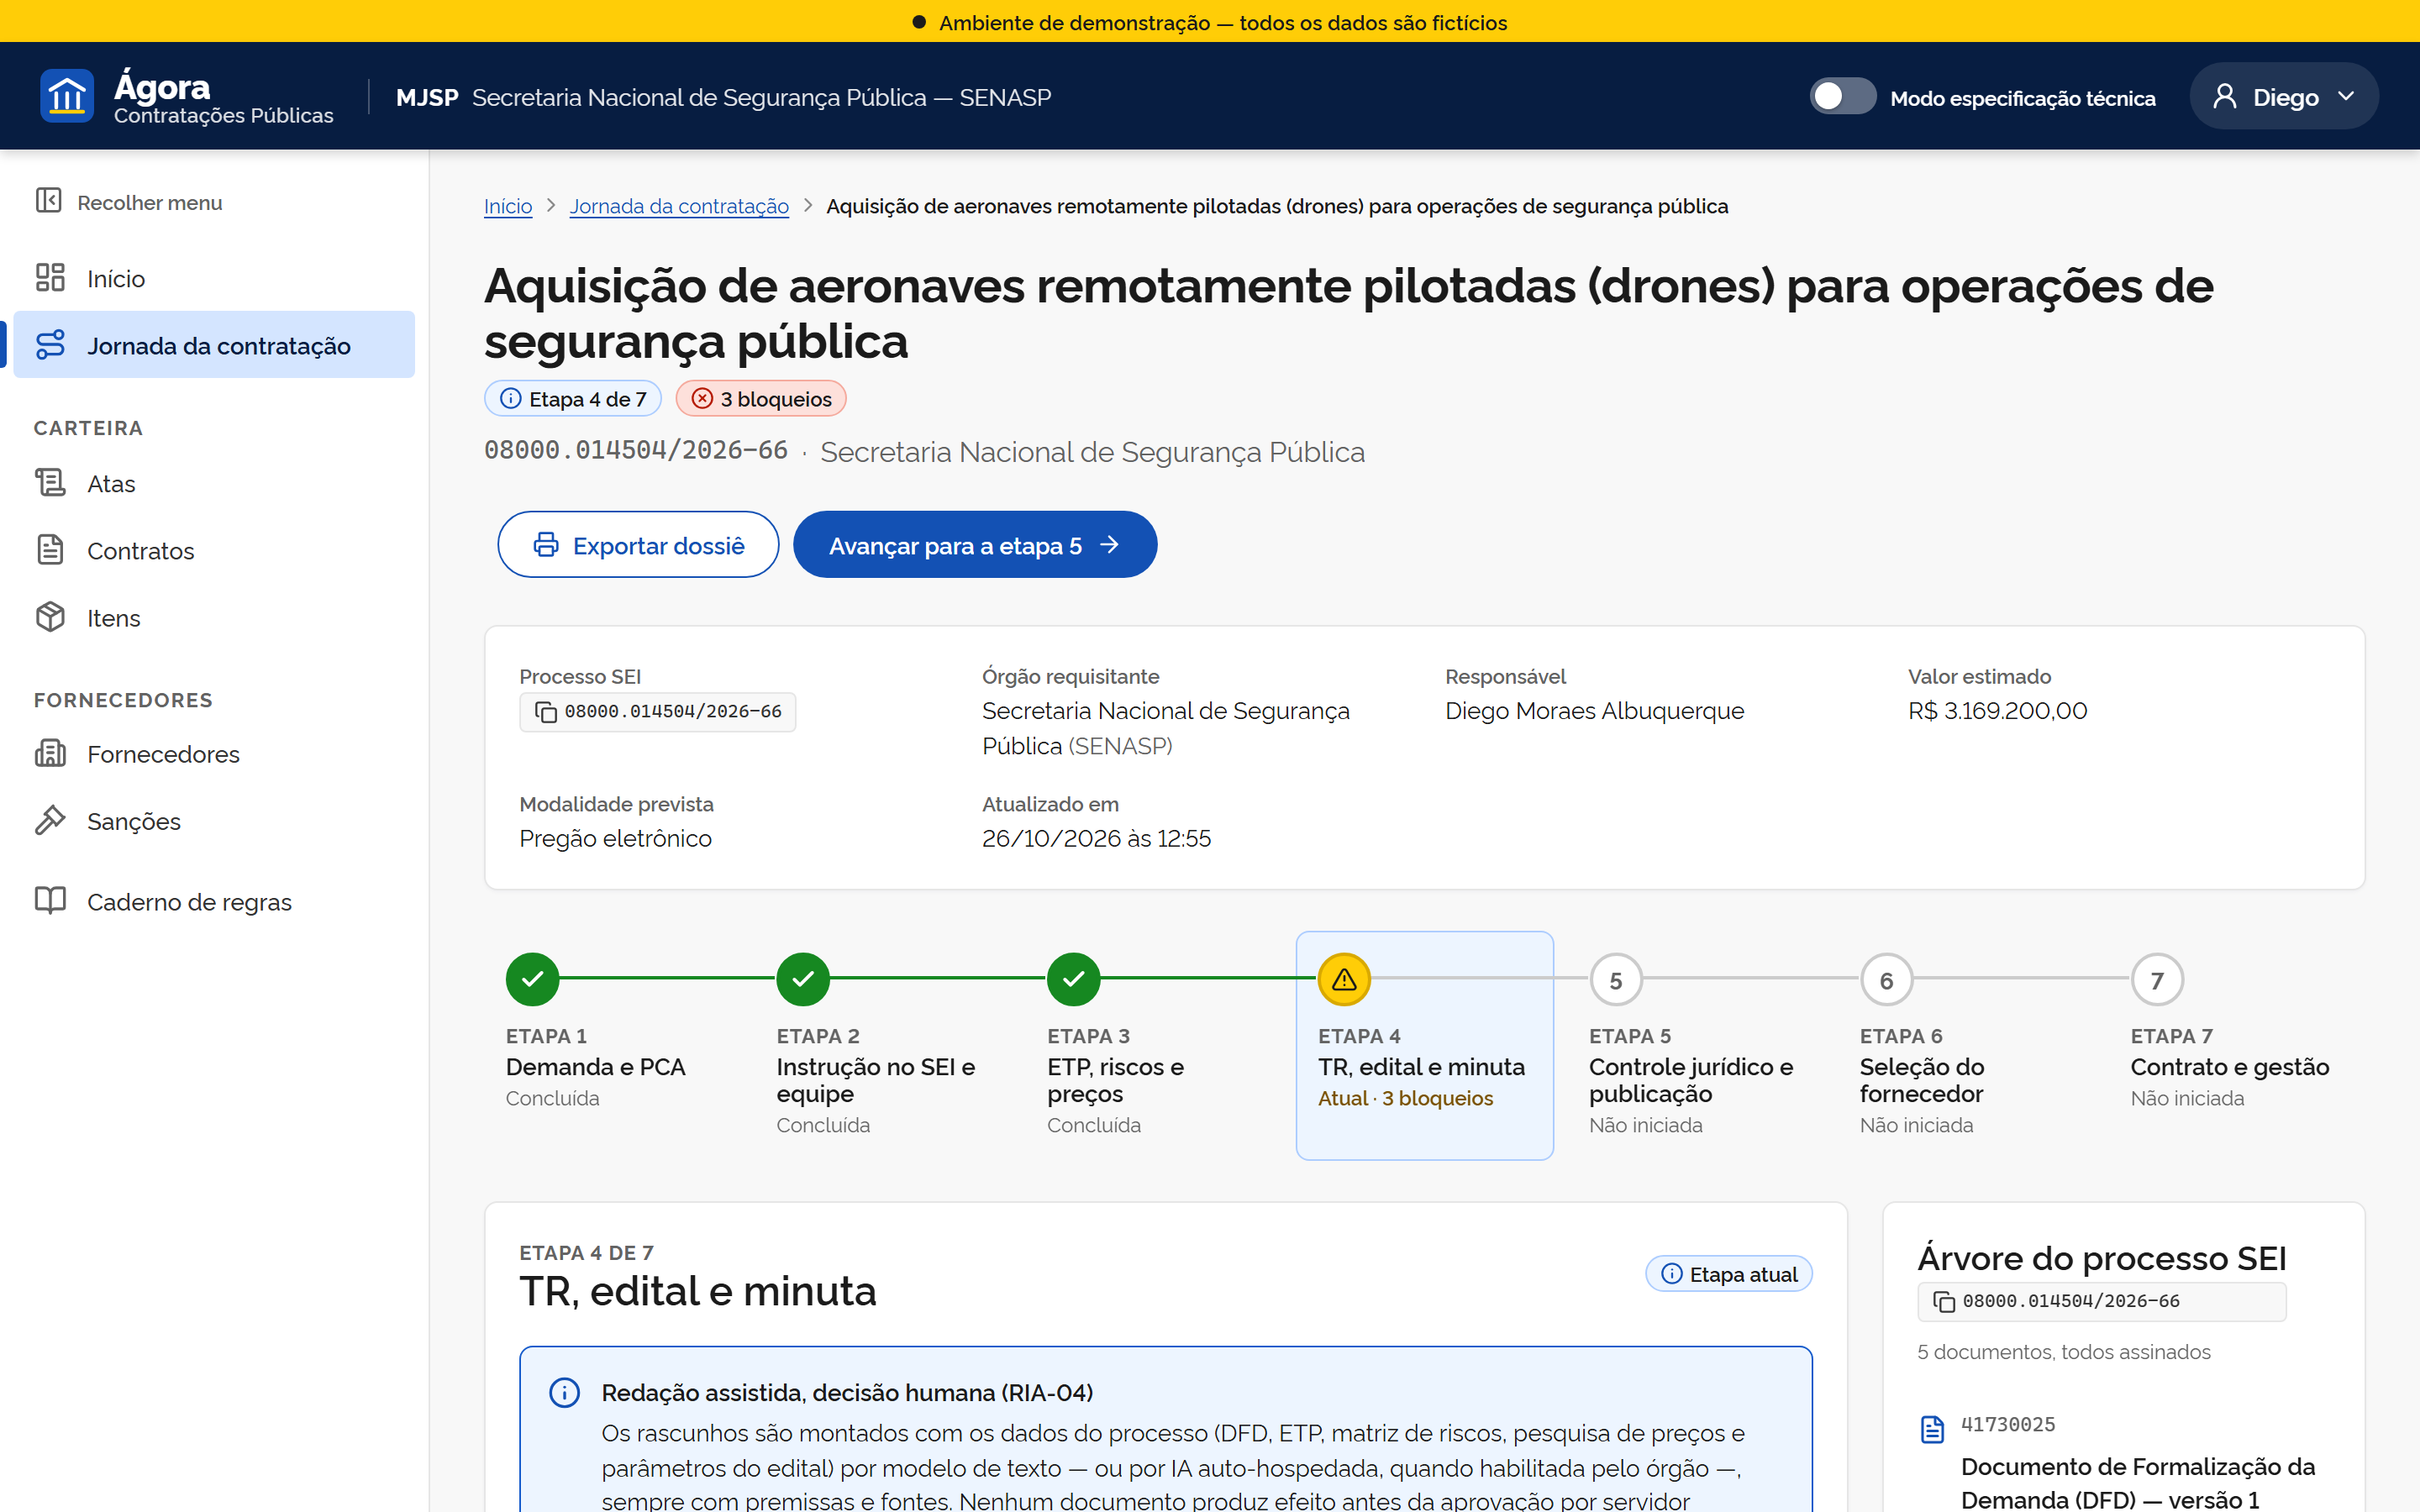 Ambiente de demonstração — todos os dados são fictícios
Ágora
Contratações Públicas
MJSP Secretaria Nacional de Segurança Pública — SENASP
Modo especificação técnica
Diego
Recolher menu
Início
Jornada da contratação
CARTEIRA
Atas
Contratos
Itens
FORNECEDORES
Fornecedores
Sanções
Caderno de regras
Início > Jornada da contratação > Aquisição de aeronaves remotamente pilotadas (drones) para operações de segurança pública
Aquisição de aeronaves remotamente pilotadas (drones) para operações de
segurança pública
Etapa 4 de 7
3 bloqueios
08000.014504/2026-66 · Secretaria Nacional de Segurança Pública
Exportar dossiê
Avançar para a etapa 5
Processo SEI
08000.014504/2026-66
Órgão requisitante
Secretaria Nacional de Segurança
Pública (SENASP)
Responsável
Diego Moraes Albuquerque
Valor estimado
R$ 3.169.200,00
Modalidade prevista
Pregão eletrônico
Atualizado em
26/10/2026 às 12:55
ETAPA 1
Demanda e PCA
Concluída
ETAPA 2
Instrução no SEI e
equipe
Concluída
ETAPA 3
ETP, riscos e
preços
Concluída
ETAPA 4
TR, edital e minuta
Atual · 3 bloqueios
5
ETAPA 5
Controle jurídico e
publicação
Não iniciada
6
ETAPA 6
Seleção do
fornecedor
Não iniciada
7
ETAPA 7
Contrato e gestão
Não iniciada
ETAPA 4 DE 7
TR, edital e minuta
Etapa atual
Redação assistida, decisão humana (RIA-04)
Os rascunhos são montados com os dados do processo (DFD, ETP, matriz de riscos, pesquisa de preços e
parâmetros do edital) por modelo de texto — ou por IA auto-hospedada, quando habilitada pelo órgão —,
sempre com premissas e fontes. Nenhum documento produz efeito antes da aprovação por servidor
Árvore do processo SEI
08000.014504/2026-66
5 documentos, todos assinados
41730025
Documento de Formalização da
Demanda (DFD) — versão 1